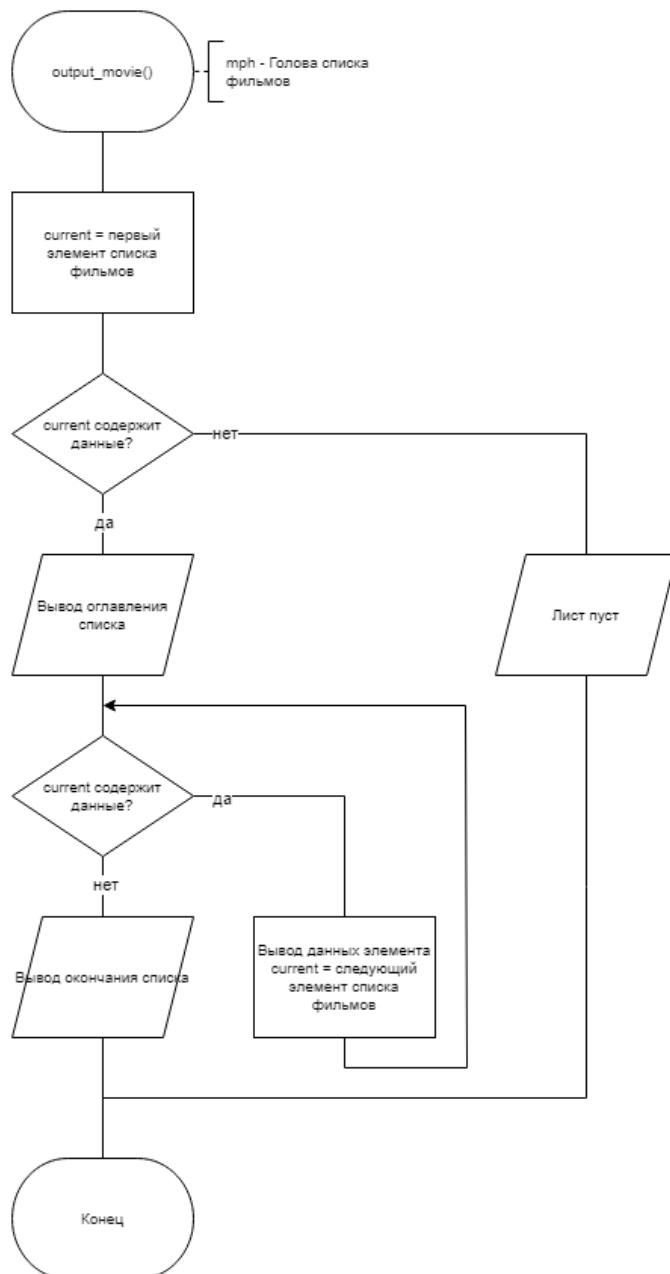 output_movie()
mph - Голова списка
фильмов
current = первый
элемент списка
фильмов
current содержит
данные?
нет
да
Вывод оглавления
списка
Лист пуст
current содержит
данные?
да
нет
Вывод окончания списка
Вывод данных элемента
current = следующий
элемент списка
фильмов
Конец